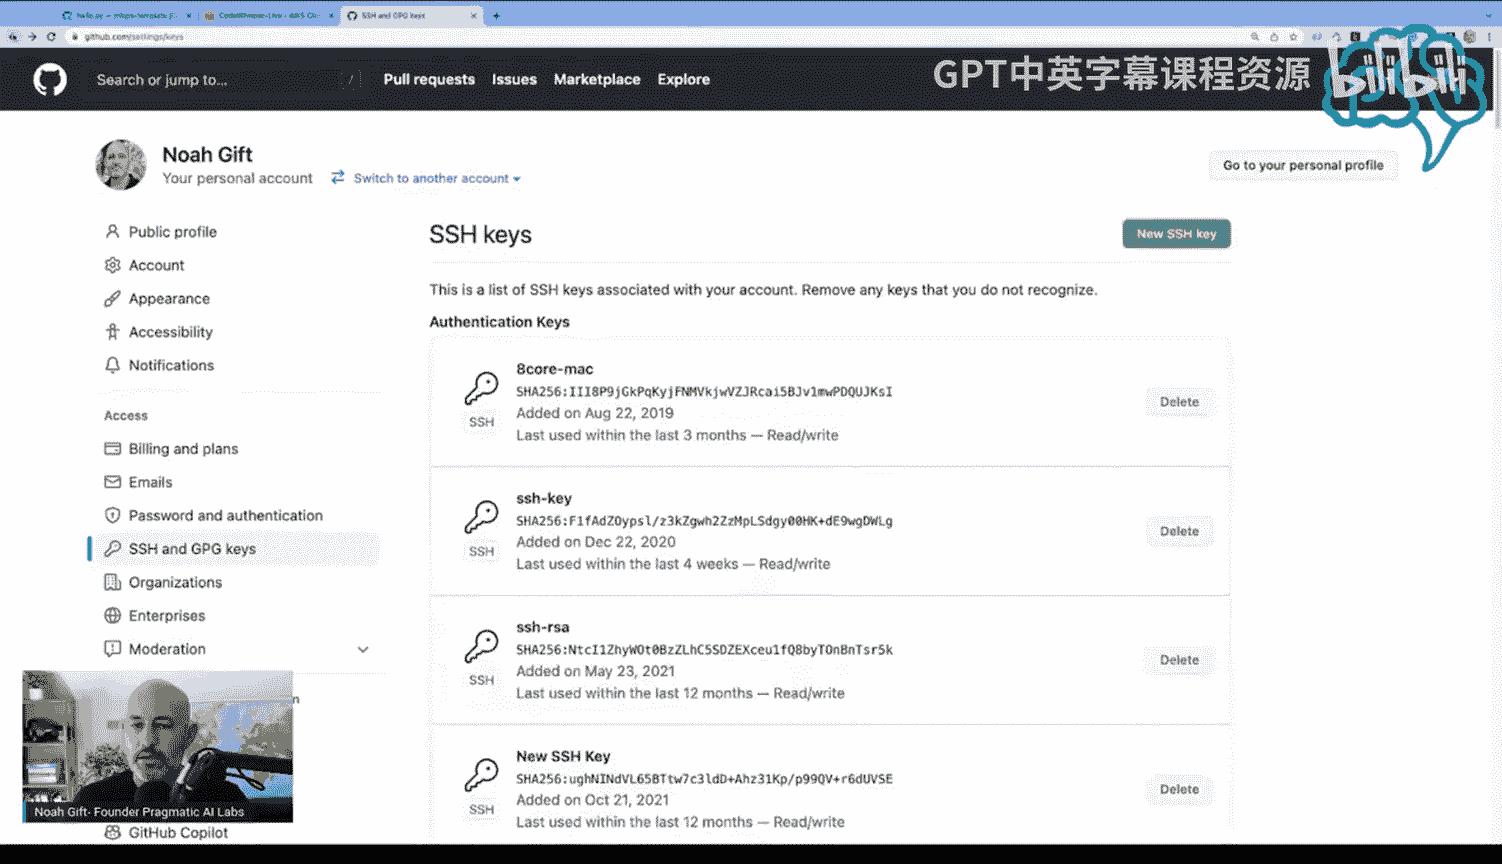 SSH and GPG keys
github.com/settings/keys
Search or jump to...
/
Pull requests
Issues
Marketplace
Explore
GPT中英字幕课程资源
bilibili
Noah Gift
Your personal account
Switch to another account
Go to your personal profile
Public profile
Account
Appearance
Accessibility
Notifications
Access
Billing and plans
Emails
Password and authentication
SSH and GPG keys
Organizations
Enterprises
Moderation
n
Noah Gift- Founder Pragmatic AI Labs
GitHub Copilot
SSH keys
New SSH key
This is a list of SSH keys associated with your account. Remove any keys that you do not recognize.
Authentication Keys
8core-mac
SHA256:III8P9jGkPqKyjFNMVkjwVZJRcai5BJv1mwPDQUJKsI
Added on Aug 22, 2019
Last used within the last 3 months — Read/write
SSH
Delete
ssh-key
SHA256:F1fAdZOypsl/z3kZgwh2ZzMpLSdgy00HK+dE9wgDWLg
Added on Dec 22, 2020
Last used within the last 4 weeks — Read/write
SSH
Delete
ssh-rsa
SHA256:NtcI1ZhyWOt0BzZLhC5SDZEXceu1fQ8byTOnBnTsr5k
Added on May 23, 2021
Last used within the last 12 months — Read/write
SSH
Delete
New SSH Key
SHA256:ughNINdVL65BTtw7c3ldD+Ahz31Kp/p99QV+r6dUVSE
Added on Oct 21, 2021
Last used within the last 12 months — Read/write
SSH
Delete